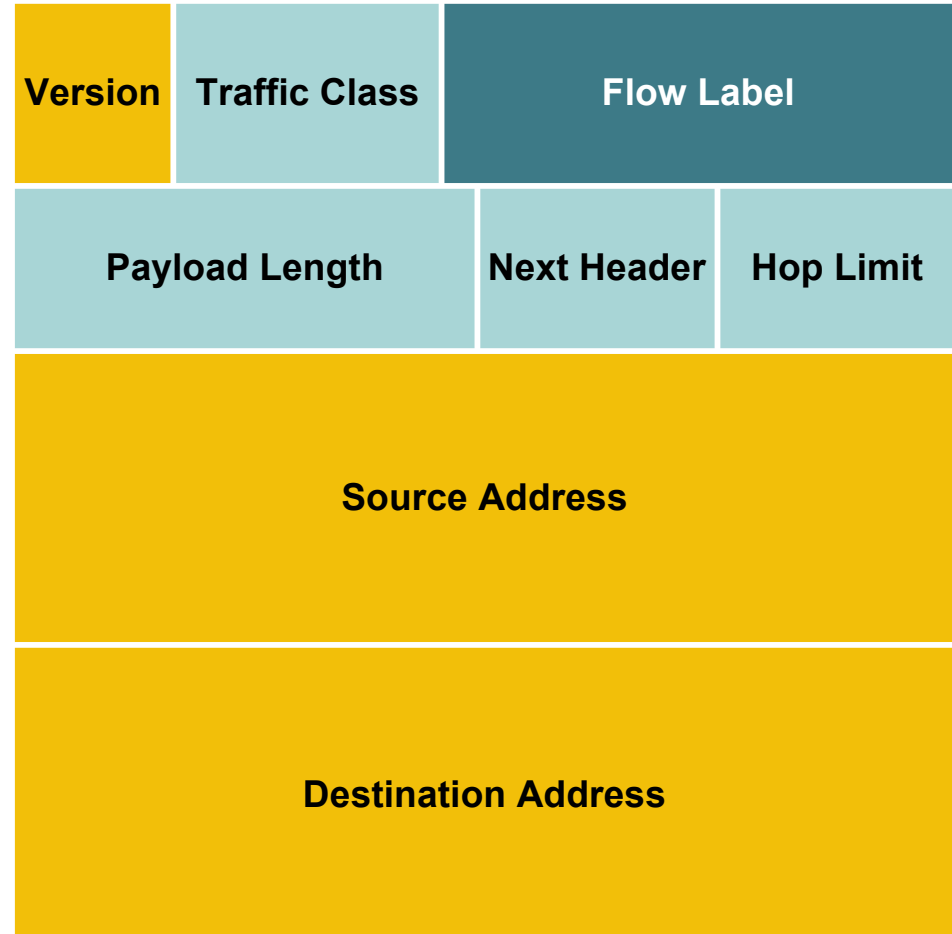 Version Traffic Class Flow Label
Payload Length Next Header Hop Limit
Source Address
Destination Address